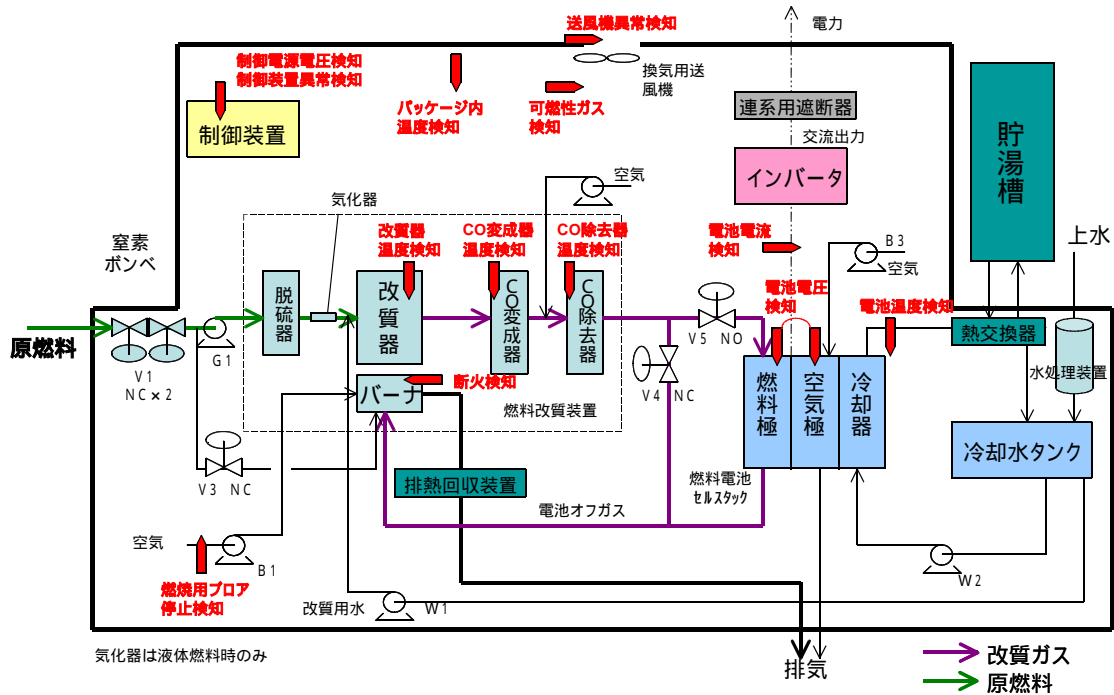 送風機異常検知
電力
制御電源電圧検知
制御装置異常検知
換気用送
風機
パッケージ内
温度検知
可燃性ガス
検知
連系用遮断器
制御装置
交流出力
貯湯槽
インバータ
空気
気化器
改質器
温度検知
CO変成器
温度検知
CO除去器
温度検知
電池電流
検知
窒素
ボンベ
上水
B3
空気
脱硫器
改質器
CO変成器
CO除去器
電池電圧
検知
電池温度検知
原燃料
G1
V5 NO
熱交換器
V1
NC×2
断火検知
バーナ
V4 NC
水処理装置
燃料極
空気極
冷却器
燃料改質装置
冷却水タンク
V3 NC
排熱回収装置
燃料電池
セルスタック
電池オフガス
空気
B1
W2
燃焼用ブロア
停止検知
改質用水
W1
気化器は液体燃料時のみ
排気
改質ガス
原燃料